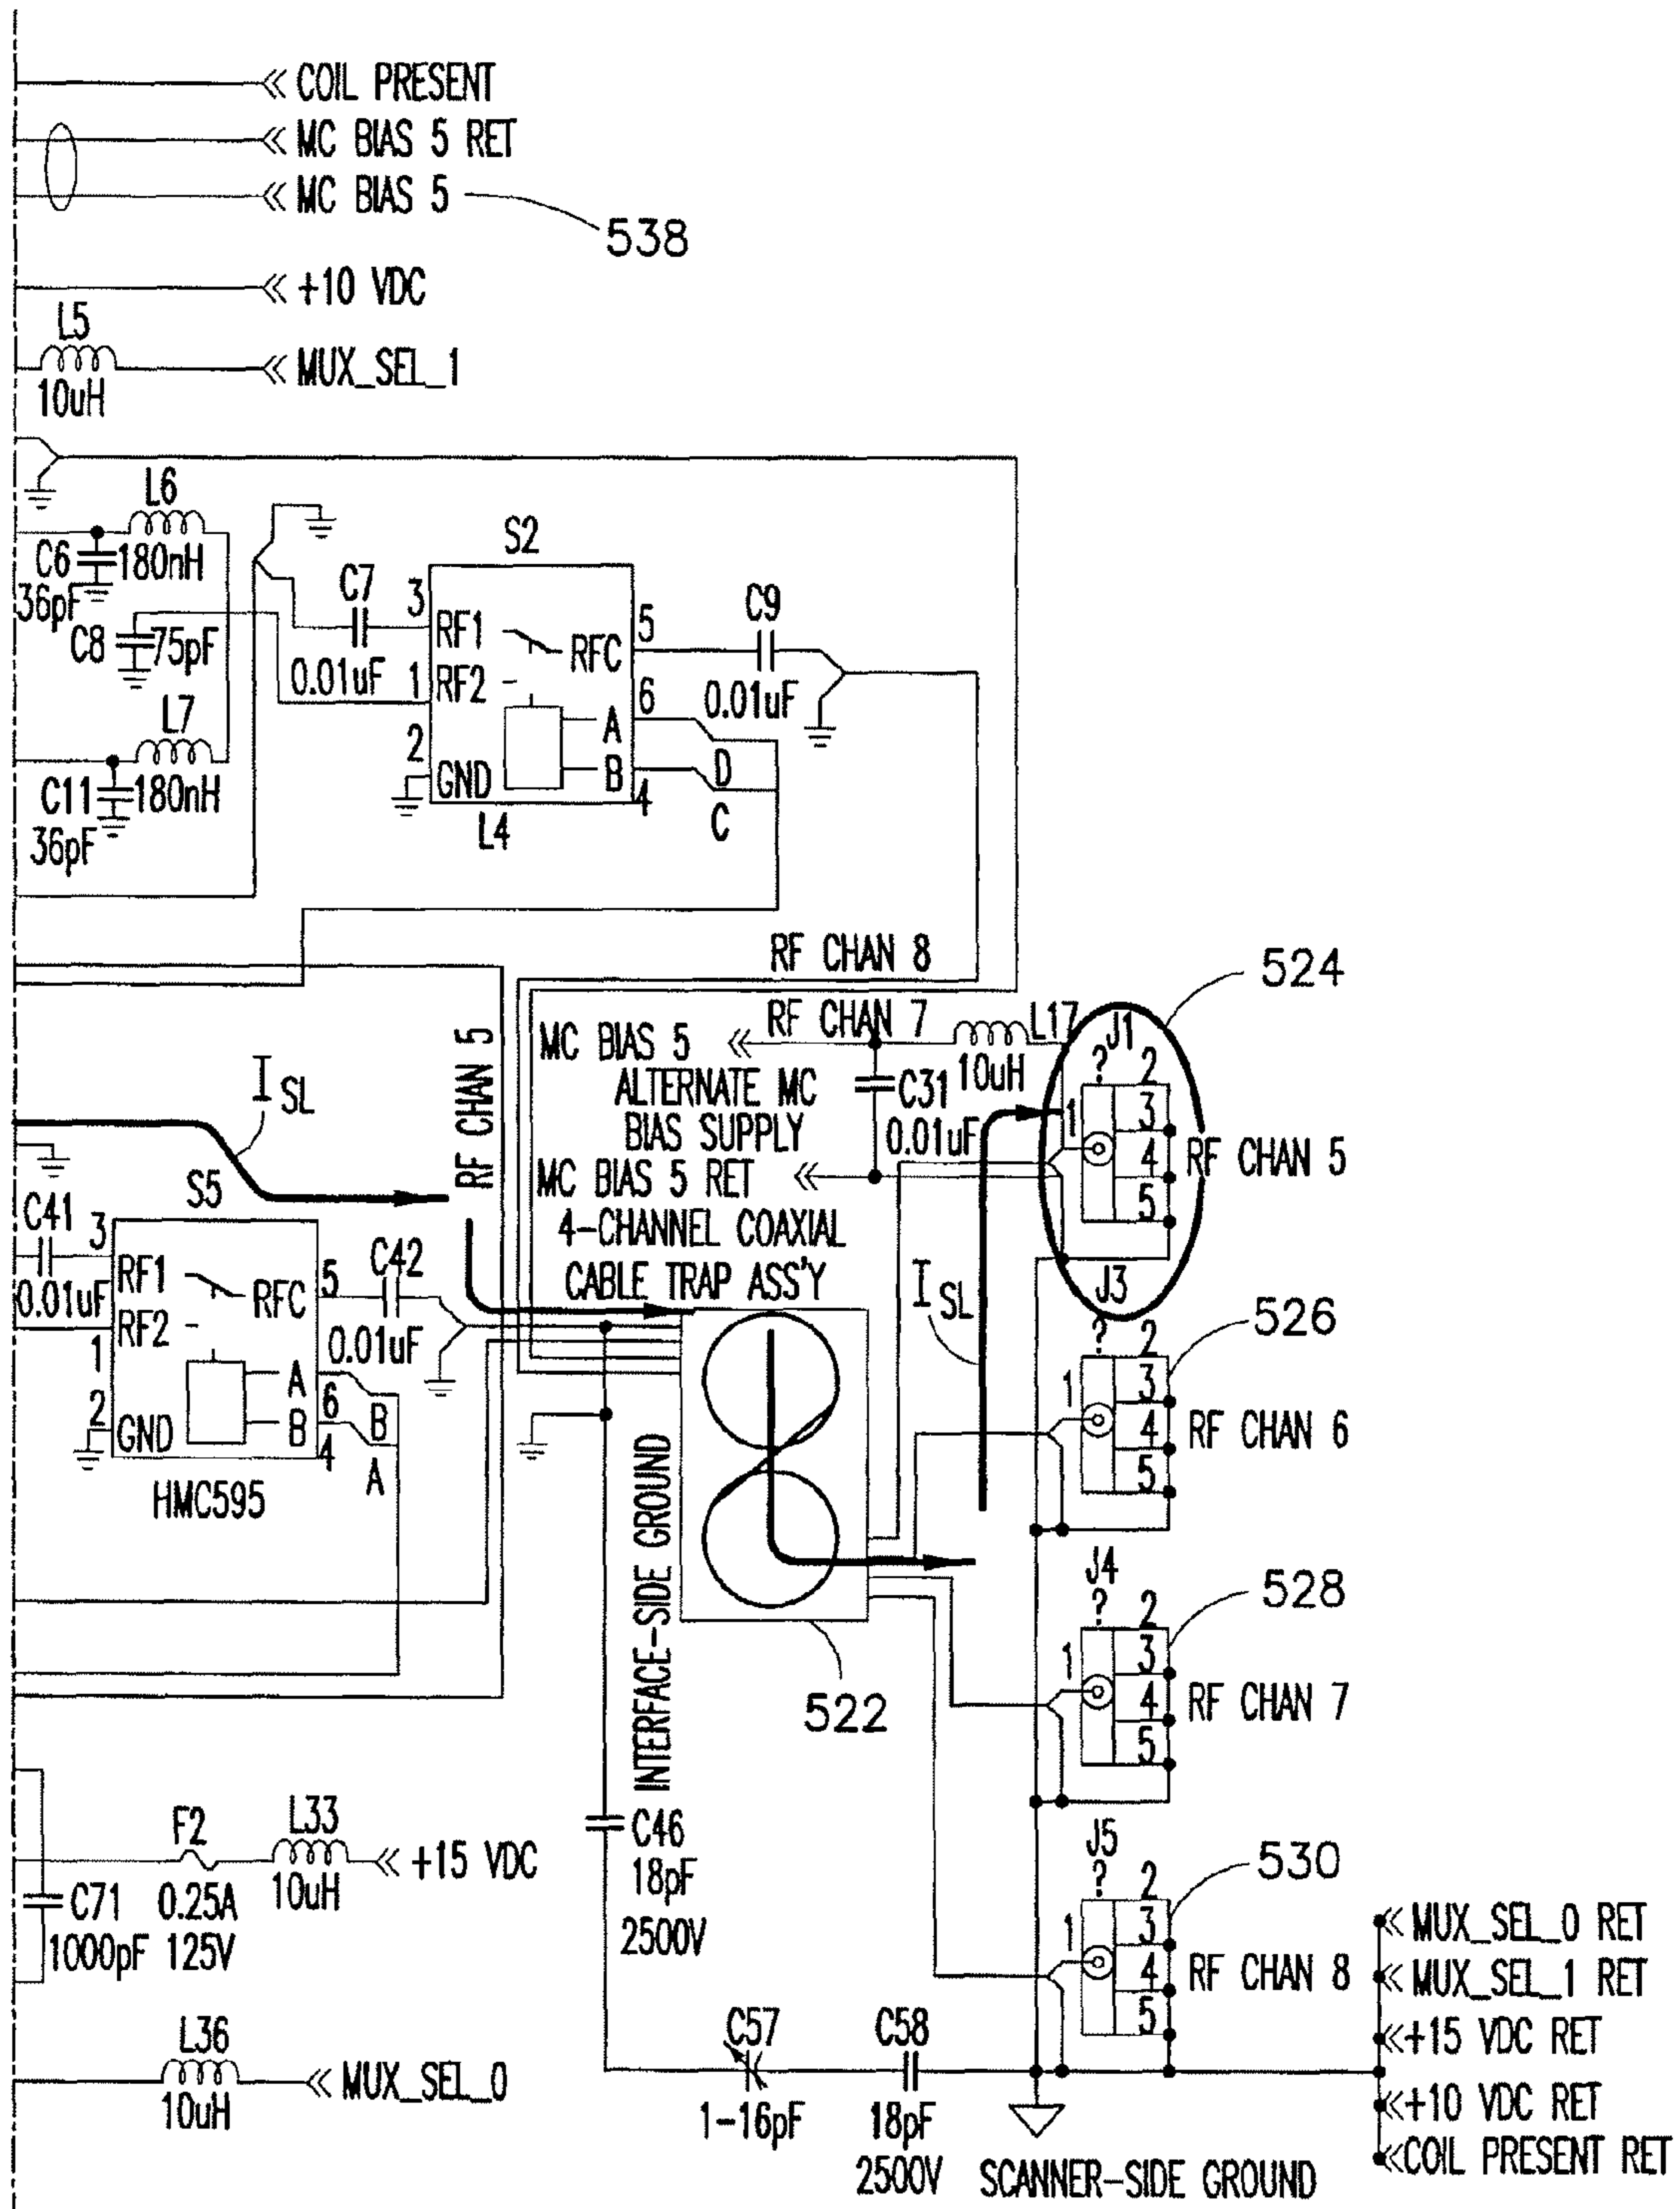 COIL PRESENT
MC BIAS 5 RET
MC BIAS 5
538
+10 VDC
L5
10uH
MUX_SEL_1
L6
180nH
C6
36pF
C8
75pF
L7
180nH
C11
36pF
C7
0.01uF
S2
3
RF1
1
RF2
2
GND
RFC
5
A
6
B
4
L4
D
C
C9
0.01uF
RF CHAN 8
RF CHAN 7
RF CHAN 5
MC BIAS 5
ALTERNATE MC
BIAS SUPPLY
MC BIAS 5 RET
L17
10uH
C31
0.01uF
524
J1
?
1
2
3
4
5
RF CHAN 5
I SL
S5
C41
0.01uF
3
RF1
RF2
1
2
GND
RFC
5
A
6
B
4
B
A
HMC595
C42
0.01uF
4-CHANNEL COAXIAL
CABLE TRAP ASS'Y
I SL
J3
?
1
2
3
4
5
526
RF CHAN 6
INTERFACE-SIDE GROUND
522
J4
?
1
2
3
4
5
528
RF CHAN 7
F2
0.25A
125V
L33
10uH
+15 VDC
C71
1000pF
C46
18pF
2500V
J5
?
1
2
3
4
5
530
RF CHAN 8
L36
10uH
MUX_SEL_0
C57
1-16pF
C58
18pF
2500V
SCANNER-SIDE GROUND
MUX_SEL_0 RET
MUX_SEL_1 RET
+15 VDC RET
+10 VDC RET
COIL PRESENT RET